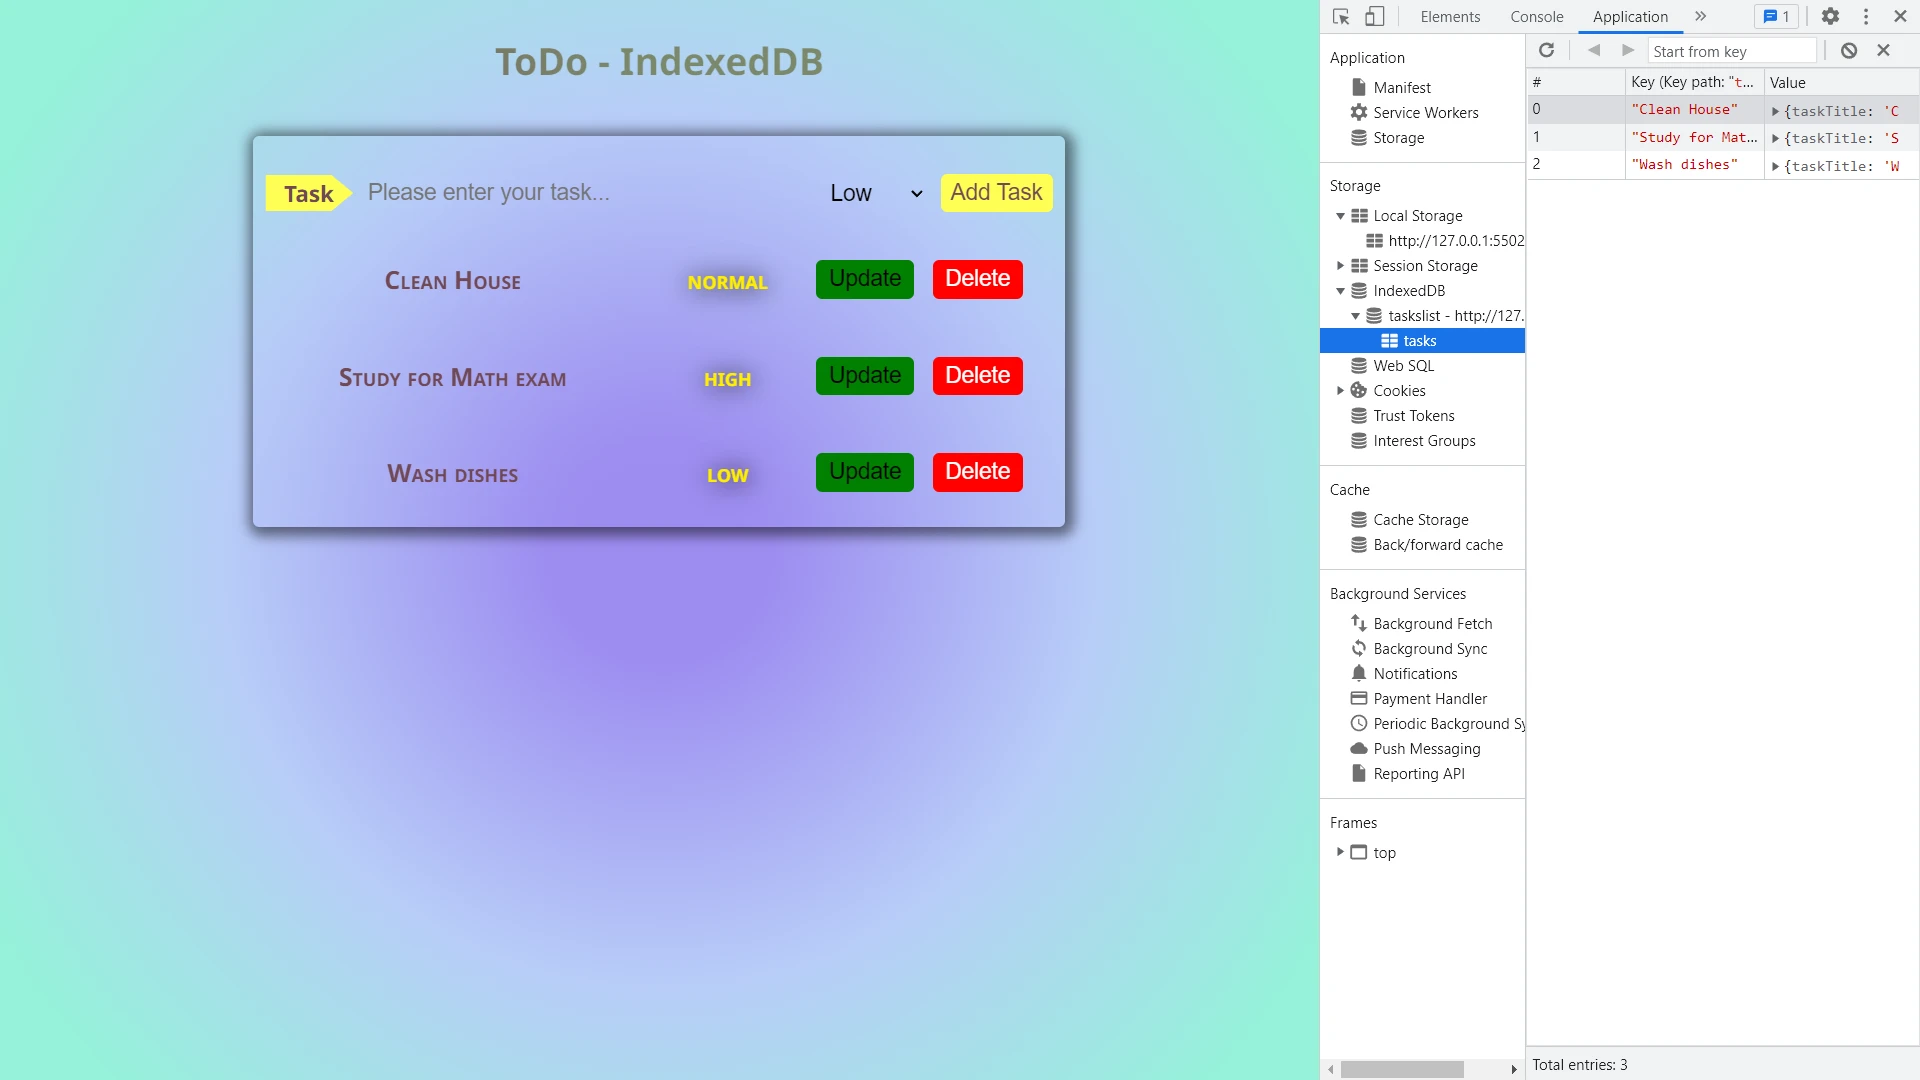 ToDo - IndexedDB
Task
Please enter your task...
Low
Add Task
Clean House
NORMAL
Update
Delete
Study for Math exam
HIGH
Update
Delete
Wash dishes
LOW
Update
Delete
Elements
Console
Application
1
Application
Manifest
Service Workers
Storage
Storage
Local Storage
http://127.0.0.1:5502
Session Storage
IndexedDB
taskslist - http://127.
tasks
Web SQL
Cookies
Trust Tokens
Interest Groups
Cache
Cache Storage
Back/forward cache
Background Services
Background Fetch
Background Sync
Notifications
Payment Handler
Periodic Background Sy
Push Messaging
Reporting API
Frames
top
Start from key
# Key (Key path: "t... Value
0 "Clean House" {taskTitle: 'C
1 "Study for Mat... {taskTitle: 'S
2 "Wash dishes" {taskTitle: 'W
Total entries: 3